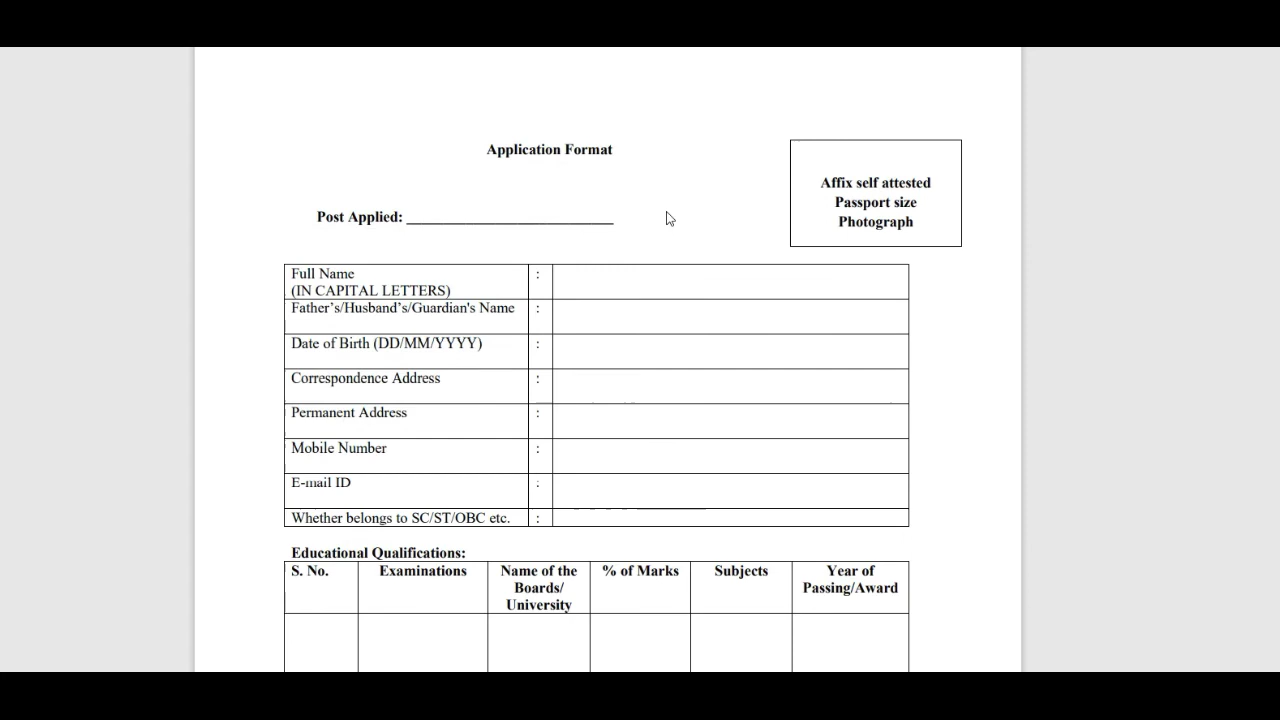 Application Format
Affix self attested
Passport size
Photograph
Post Applied: ___________________________
Full Name :
(IN CAPITAL LETTERS)
Father’s/Husband’s/Guardian's Name :
Date of Birth (DD/MM/YYYY) :
Correspondence Address :
Permanent Address :
Mobile Number :
E-mail ID :
Whether belongs to SC/ST/OBC etc. :
Educational Qualifications:
S. No. Examinations Name of the % of Marks Subjects Year of
Boards/ Passing/Award
University